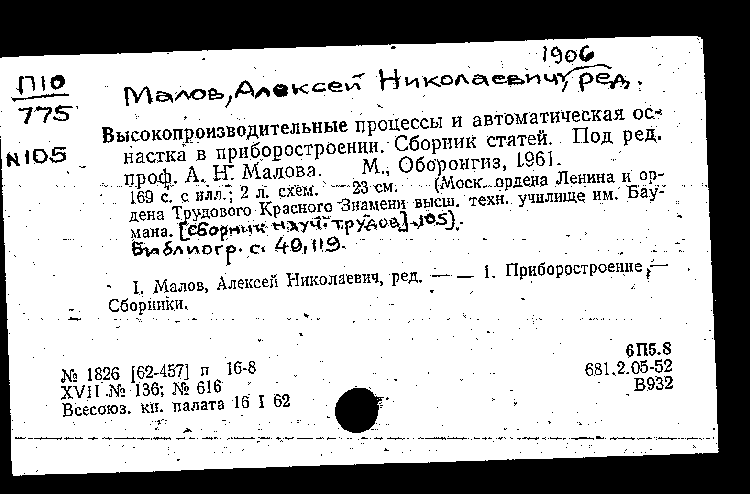 1906
П10
775
N105
Малов, Алексей Николаевич, ред.
Высокопроизводительные процессы и автоматическая ос-
настка в приборостроении. Сборник статей. Под ред.
проф. А. Н. Малова. М., Оборонгиз, 1961.
169 с. с илл.; 2 л. схем. 23 см. (Моск. ордена Ленина и ор-
дена Трудового Красного Знамени высш. техн. училище им. Бау-
мана. [Сборник науч. трудов]. 105).
Библиогр. с. 40, 119.
I. Малов, Алексей Николаевич, ред. — — 1. Приборостроение, —
Сборники.
№ 1826 [62-457] п 16-8
XVII № 136; № 616
Всесоюз. кн. палата 16 I 62
6П5.8
681.2.05-52
В932